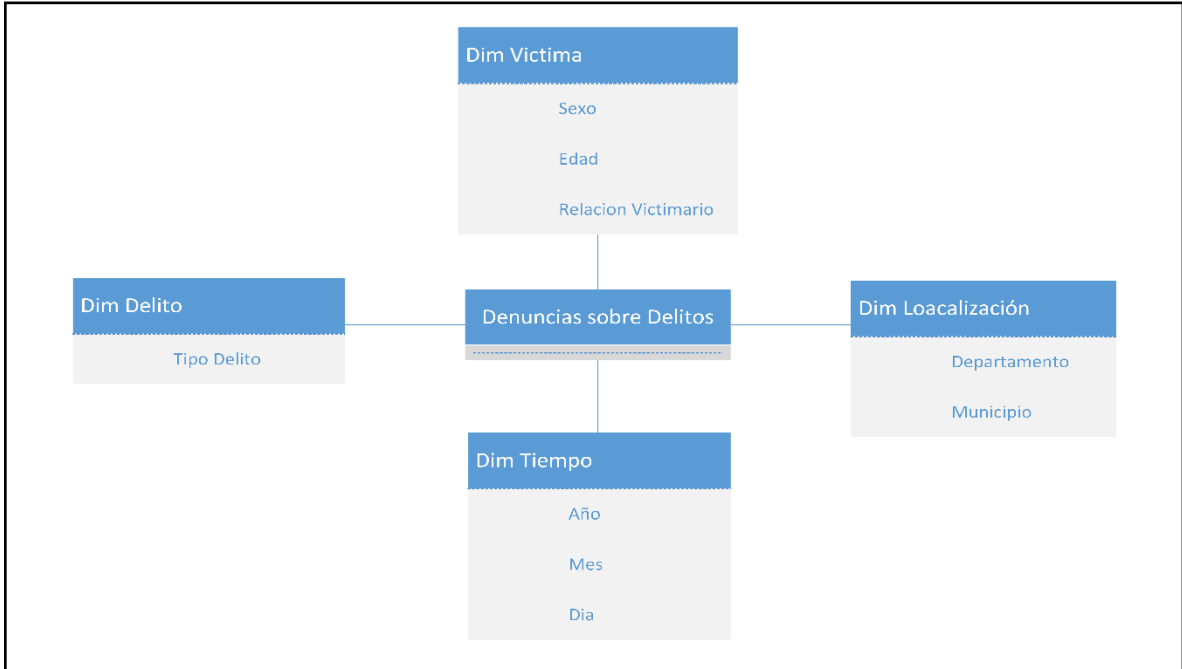 Dim Victima
Sexo
Edad
Relacion Victimario
Dim Delito
Tipo Delito
Denuncias sobre Delitos
Dim Loacalización
Departamento
Municipio
Dim Tiempo
Año
Mes
Dia